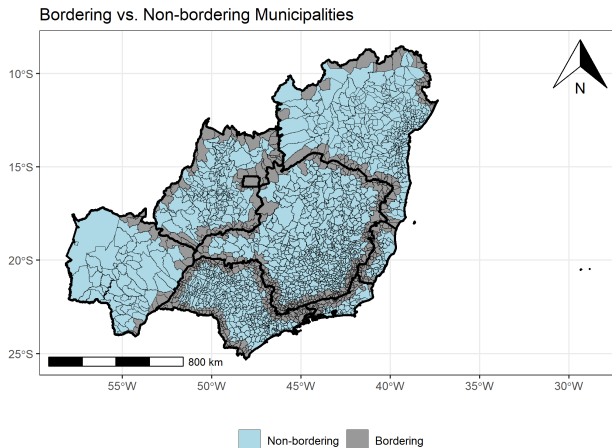 Bordering vs. Non-bordering Municipalities
10°S
15°S
20°S
25°S
N
800 km
55°W
50°W
45°W
40°W
35°W
30°W
Non-bordering
Bordering